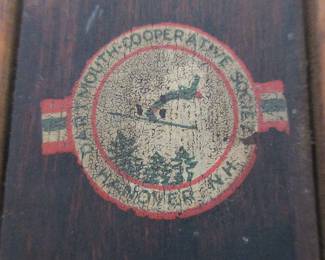 DARTMOUTH-COOPERATIVE SOCIETY
HANOVER, N.H.